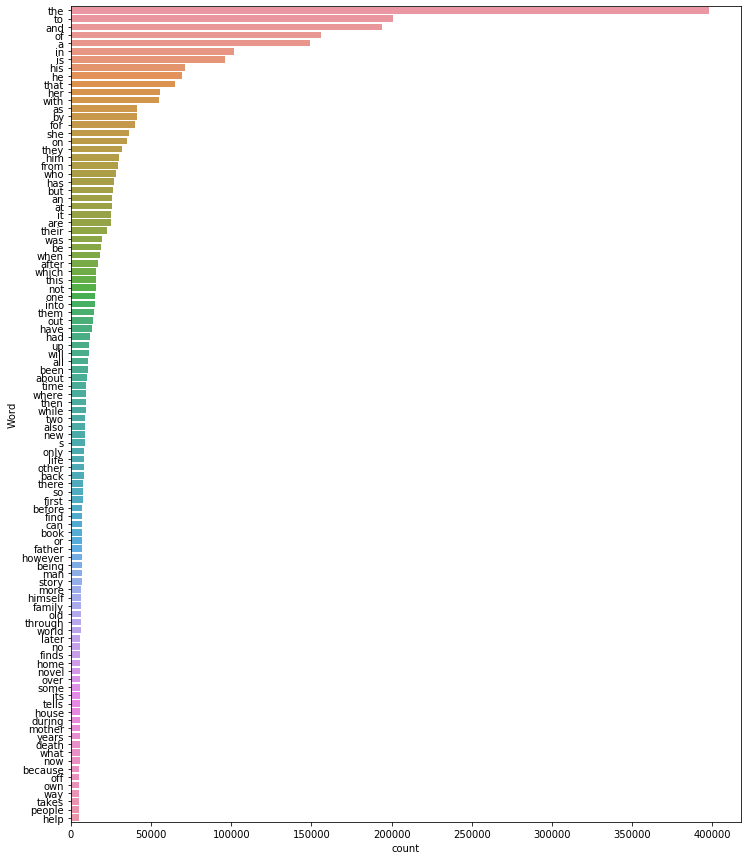 the
to
and
of
a
in
is
his
he
that
her
with
as
by
for
she
on
they
him
from
who
has
but
an
at
it
are
their
was
be
when
after
which
this
not
one
into
them
out
have
had
up
will
all
been
about
time
where
then
while
two
also
new
s
only
life
other
back
there
so
first
before
find
can
book
or
father
however
being
man
story
more
himself
family
old
through
world
later
no
finds
home
novel
over
some
its
tells
house
during
mother
years
death
what
now
because
off
own
way
takes
people
help
Word
0 50000 100000 150000 200000 250000 300000 350000 400000
count